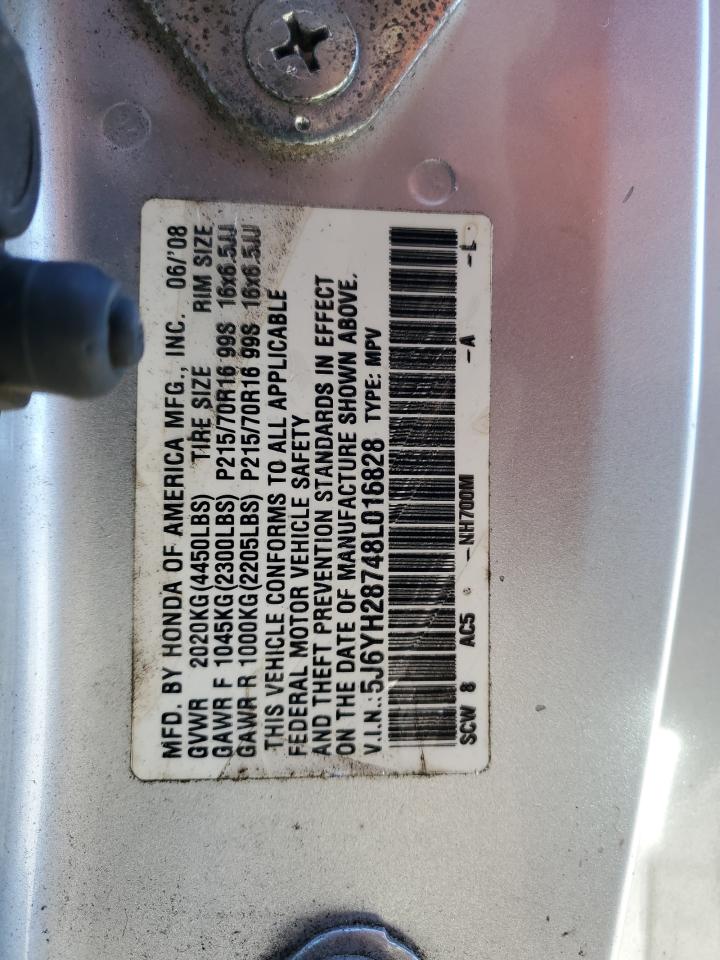 MFD. BY HONDA OF AMERICA MFG., INC. 06/'08
GVWR 2020KG(4450LBS) TIRE SIZE RIM SIZE
GAWR F 1045KG(2300LBS) P215/70R16 99S 16x6.5JJ
GAWR R 1000KG(2205LBS) P215/70R16 99S 16x6.5JJ
THIS VEHICLE CONFORMS TO ALL APPLICABLE
FEDERAL MOTOR VEHICLE SAFETY
AND THEFT PREVENTION STANDARDS IN EFFECT
ON THE DATE OF MANUFACTURE SHOWN ABOVE.
V.I.N.:5J6YH28748L016828 TYPE: MPV
SCW 8 AC5 -NH700M -A -L-